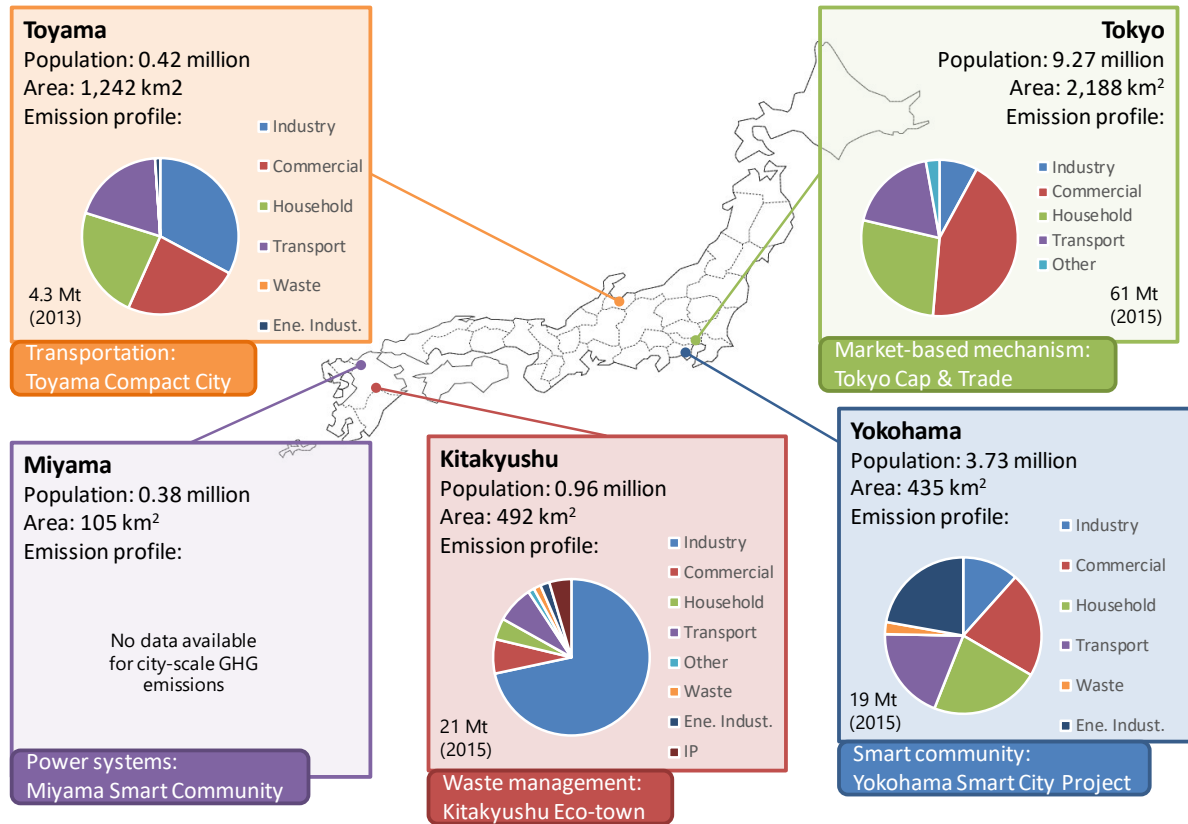 Toyama
Population: 0.42 million
Area: 1,242 km2
Emission profile:
Industry
Commercial
Household
Transport
Waste
Ene. Indust.
4.3 Mt
(2013)
Transportation:
Toyama Compact City
Tokyo
Population: 9.27 million
Area: 2,188 km²
Emission profile:
Industry
Commercial
Household
Transport
Other
61 Mt
(2015)
Market-based mechanism:
Tokyo Cap & Trade
Miyama
Population: 0.38 million
Area: 105 km²
Emission profile:
No data available
for city-scale GHG
emissions
Power systems:
Miyama Smart Community
Kitakyushu
Population: 0.96 million
Area: 492 km²
Emission profile:
Industry
Commercial
Household
Transport
Other
Waste
Ene. Indust.
IP
21 Mt
(2015)
Waste management:
Kitakyushu Eco-town
Yokohama
Population: 3.73 million
Area: 435 km²
Emission profile:
Industry
Commercial
Household
Transport
Waste
Ene. Indust.
19 Mt
(2015)
Smart community:
Yokohama Smart City Project